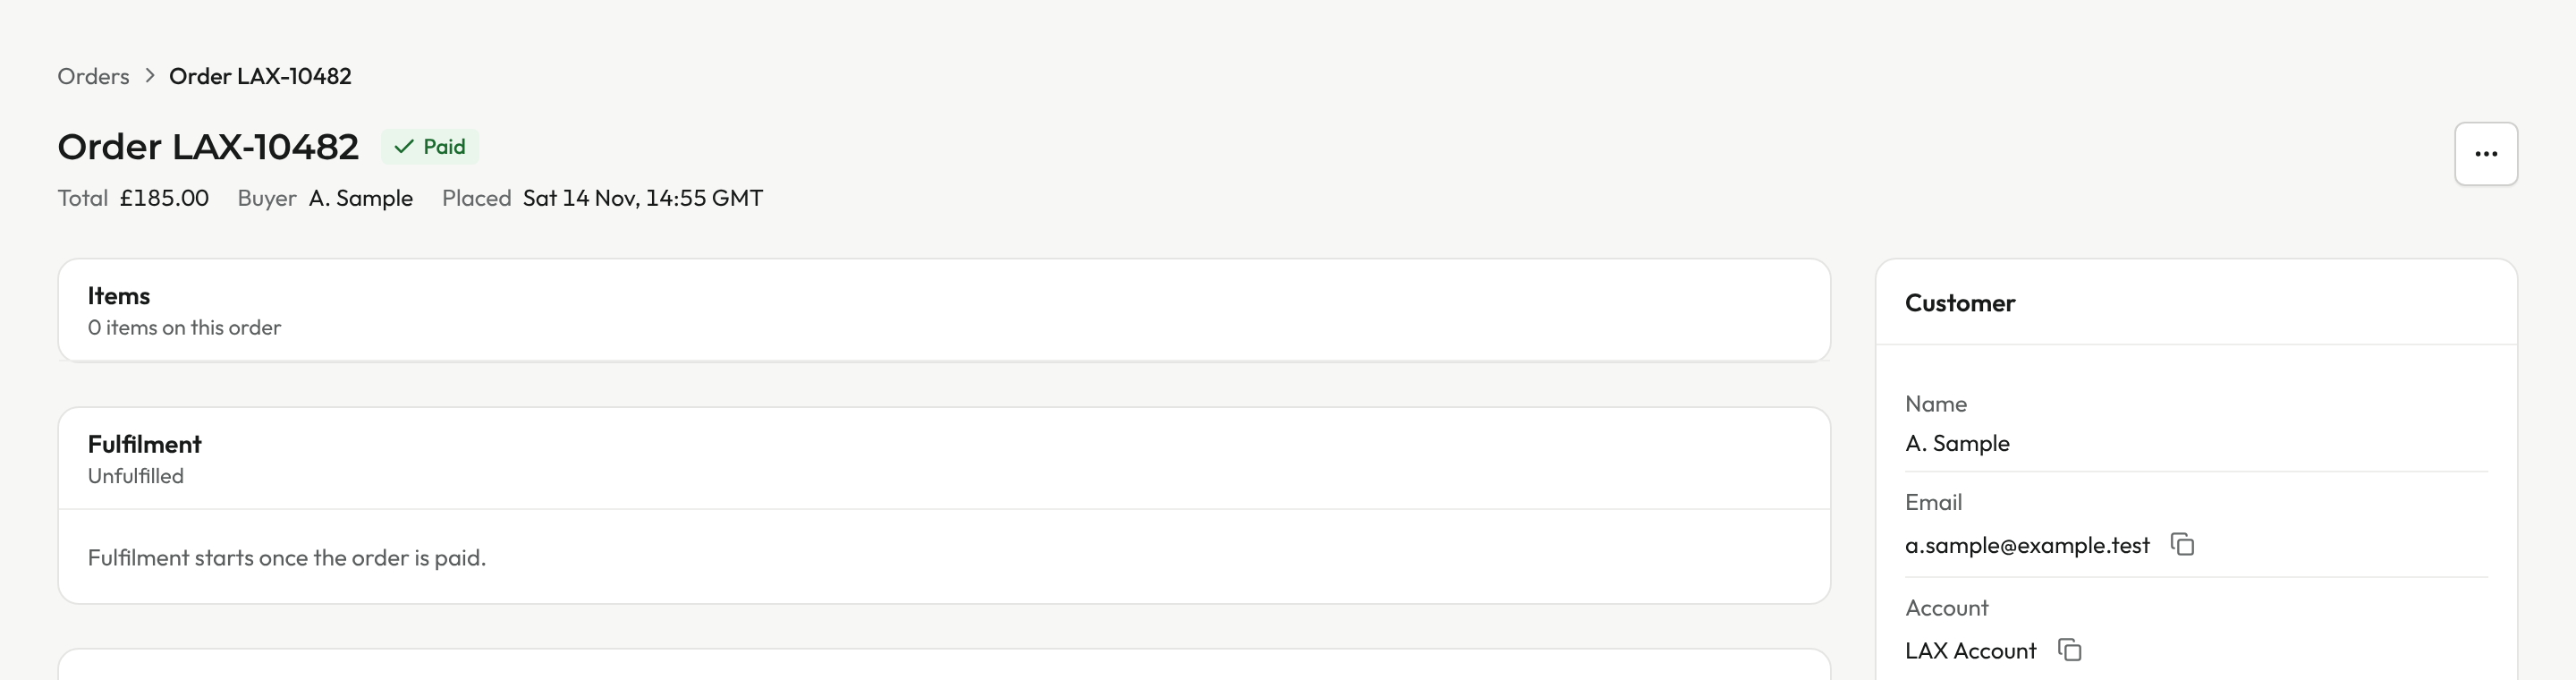 Orders > Order LAX-10482
Order LAX-10482 Paid
Total £185.00 Buyer A. Sample Placed Sat 14 Nov, 14:55 GMT
Items
0 items on this order
Fulfilment
Unfulfilled
Fulfilment starts once the order is paid.
Customer
Name
A. Sample
Email
a.sample@example.test
Account
LAX Account